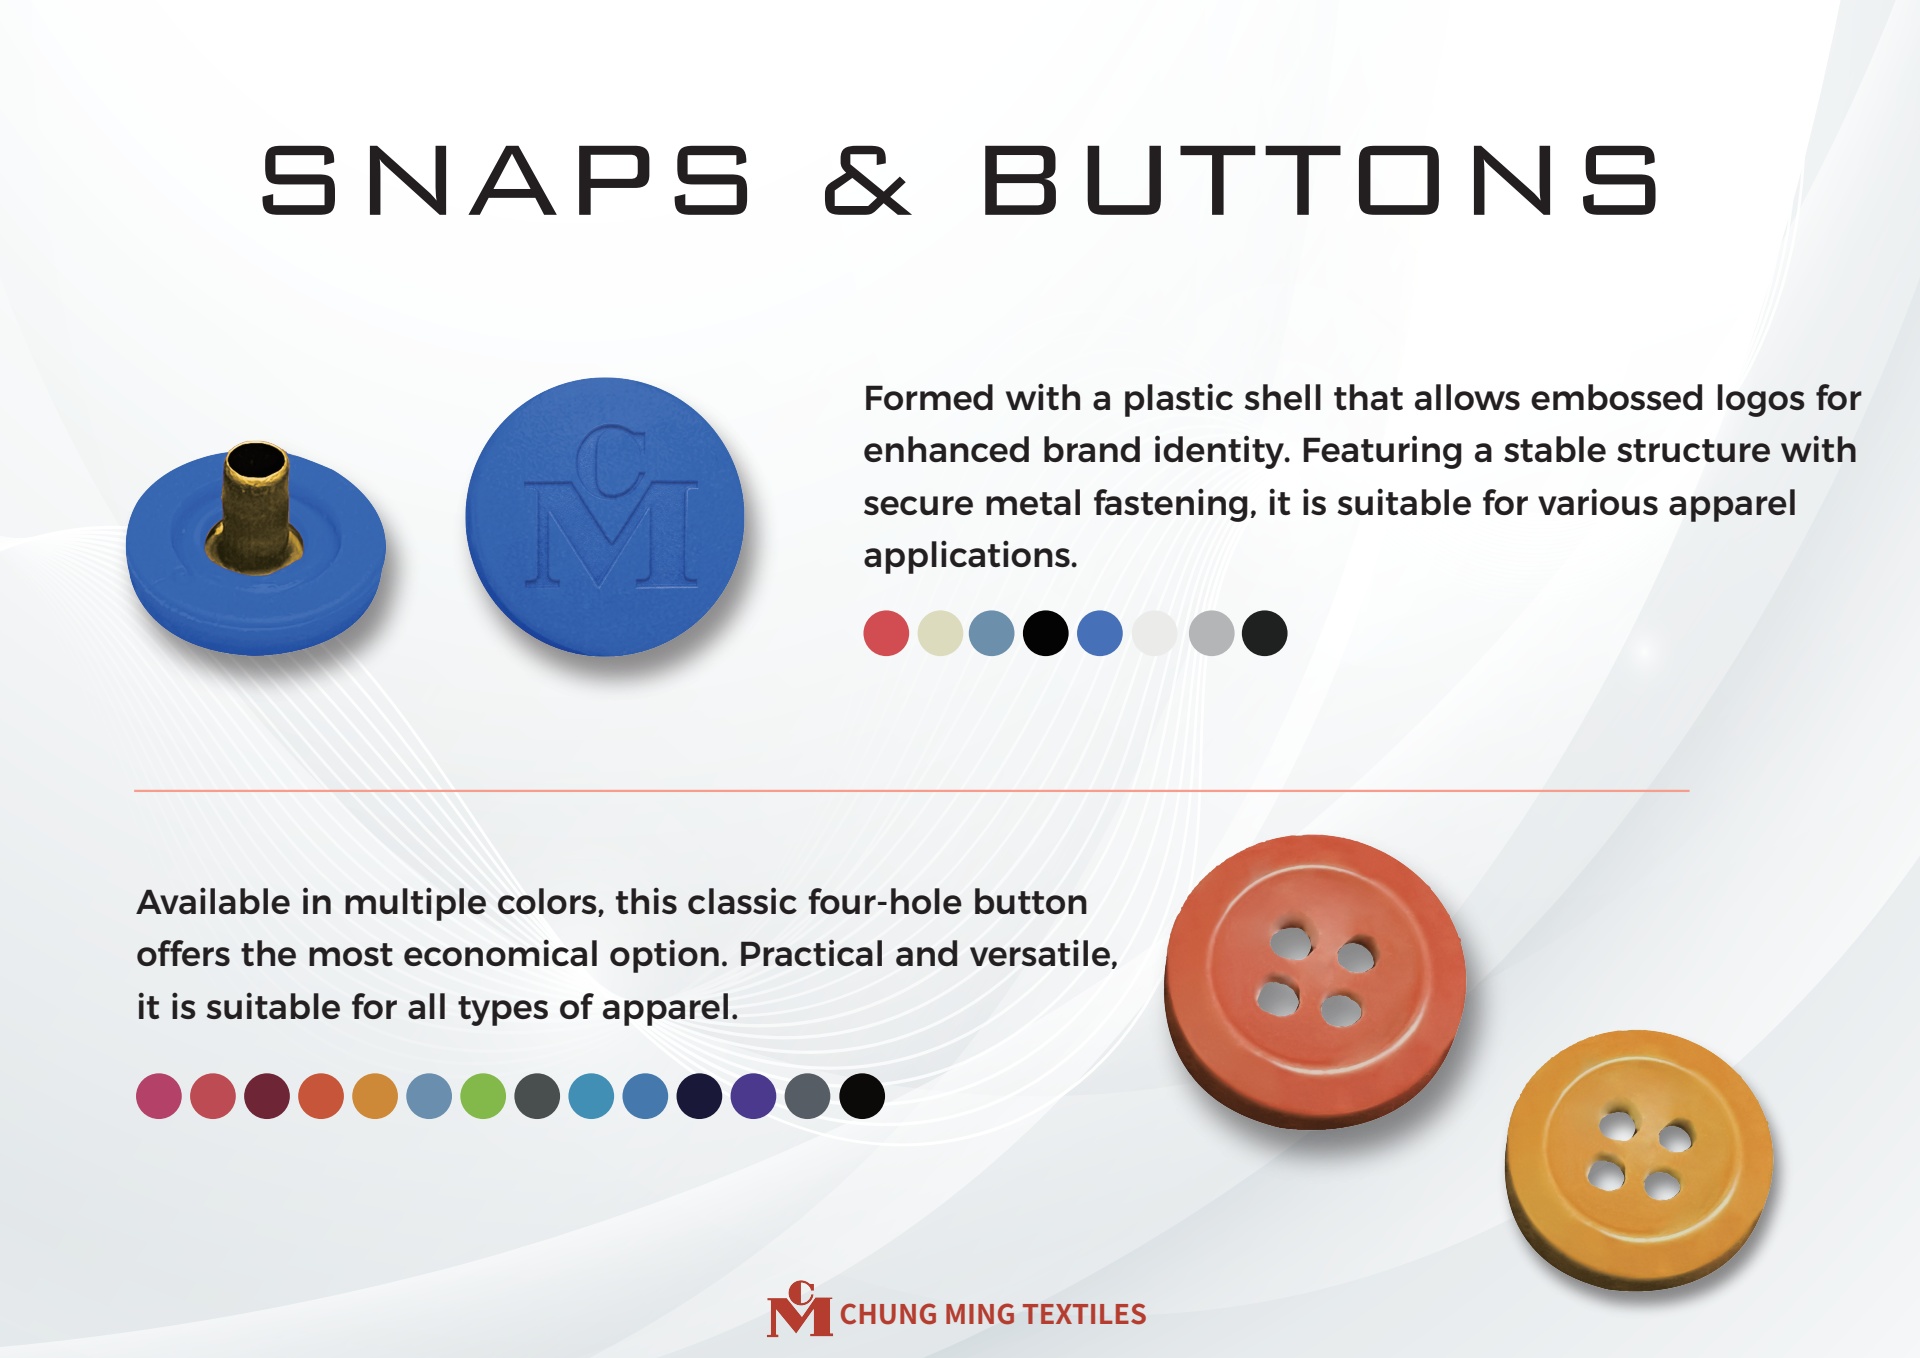 SNAPS & BUTTONS
C
M
Formed with a plastic shell that allows embossed logos for
enhanced brand identity. Featuring a stable structure with
secure metal fastening, it is suitable for various apparel
applications.
Available in multiple colors, this classic four-hole button
offers the most economical option. Practical and versatile,
it is suitable for all types of apparel.
C
M CHUNG MING TEXTILES